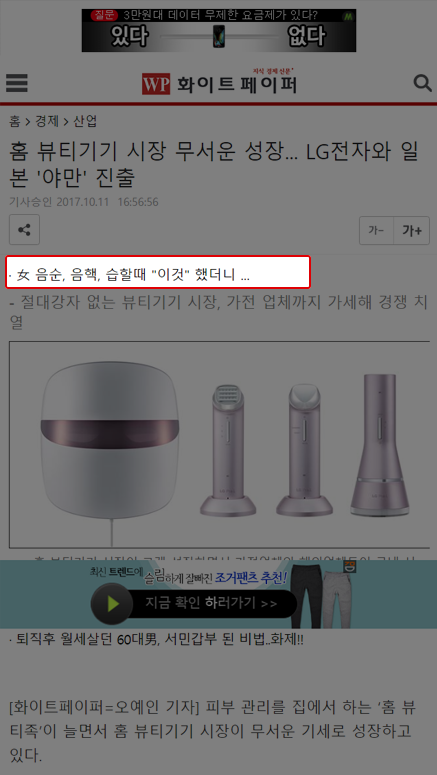 질문 3만원대 데이터 무제한 요금제가 있다?
있다 없다
WP 지식 경제 신문 화이트페이퍼
홈 > 경제 > 산업
홈 뷰티기기 시장 무서운 성장... LG전자와 일
본 '야만' 진출
기사승인 2017.10.11 16:56:56
가- 가+
· 女 음순, 음핵, 습할때 "이것" 했더니 ...
- 절대강자 없는 뷰티기기 시장, 가전 업체까지 가세해 경쟁 치
열
최신 트렌드에 슬림하게 잘빠진 조거팬츠 추천!
지금 확인 하러가기 >>
· 퇴직후 월세살던 60대男, 서민갑부 된 비법..화제!!
[화이트페이퍼=오예인 기자] 피부 관리를 집에서 하는 '홈 뷰
티족'이 늘면서 홈 뷰티기기 시장이 무서운 기세로 성장하고
있다.